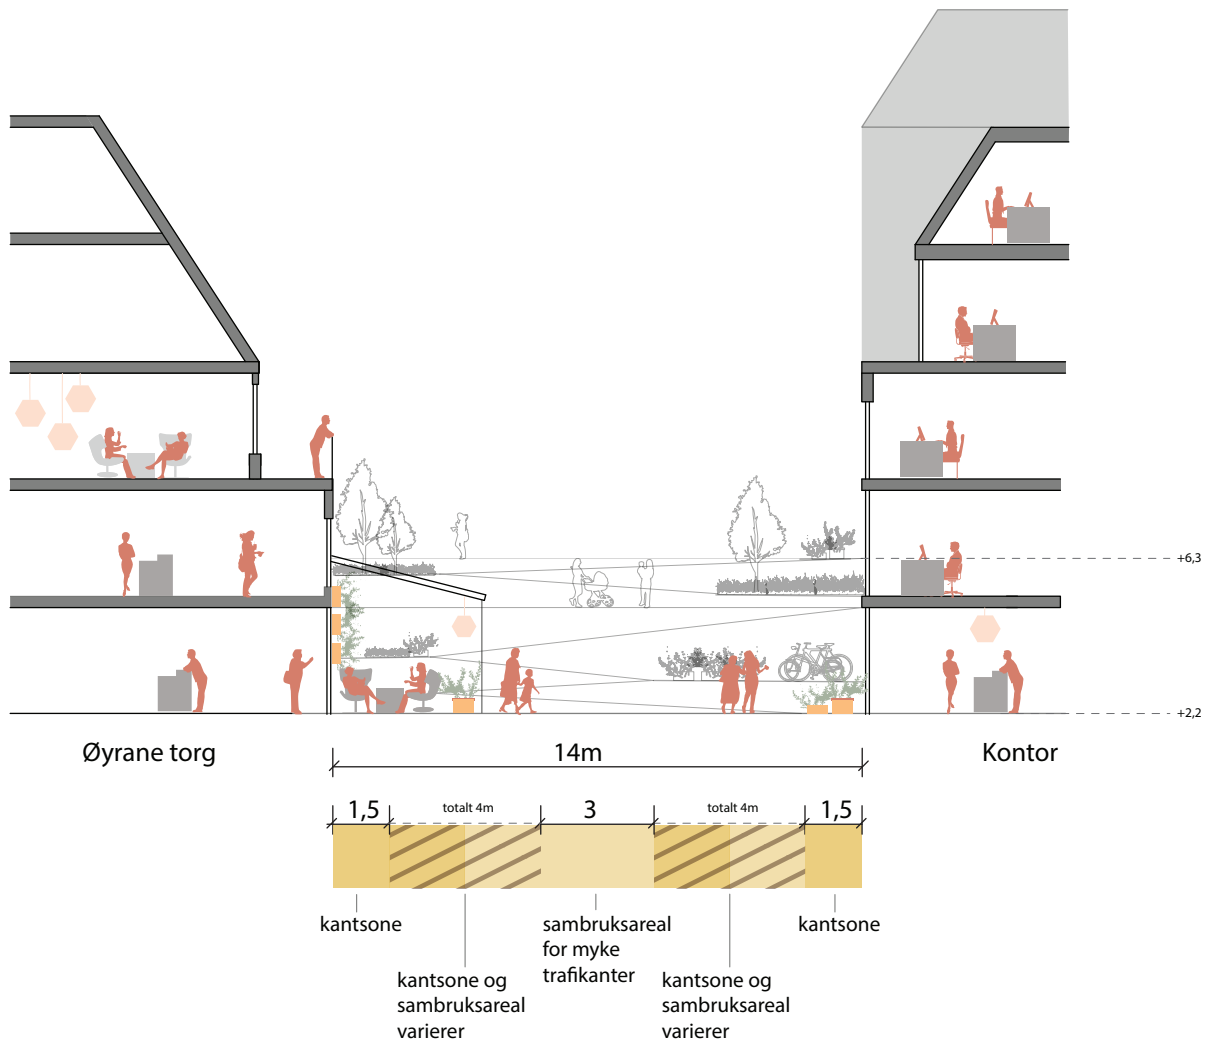 +6,3
+2,2
Øyrane torg
14m
Kontor
1,5
totalt 4m
3
totalt 4m
1,5
kantsone
sambruksareal
for myke
trafikanter
kantsone
kantsone og
sambruksareal
varierer
kantsone og
sambruksareal
varierer